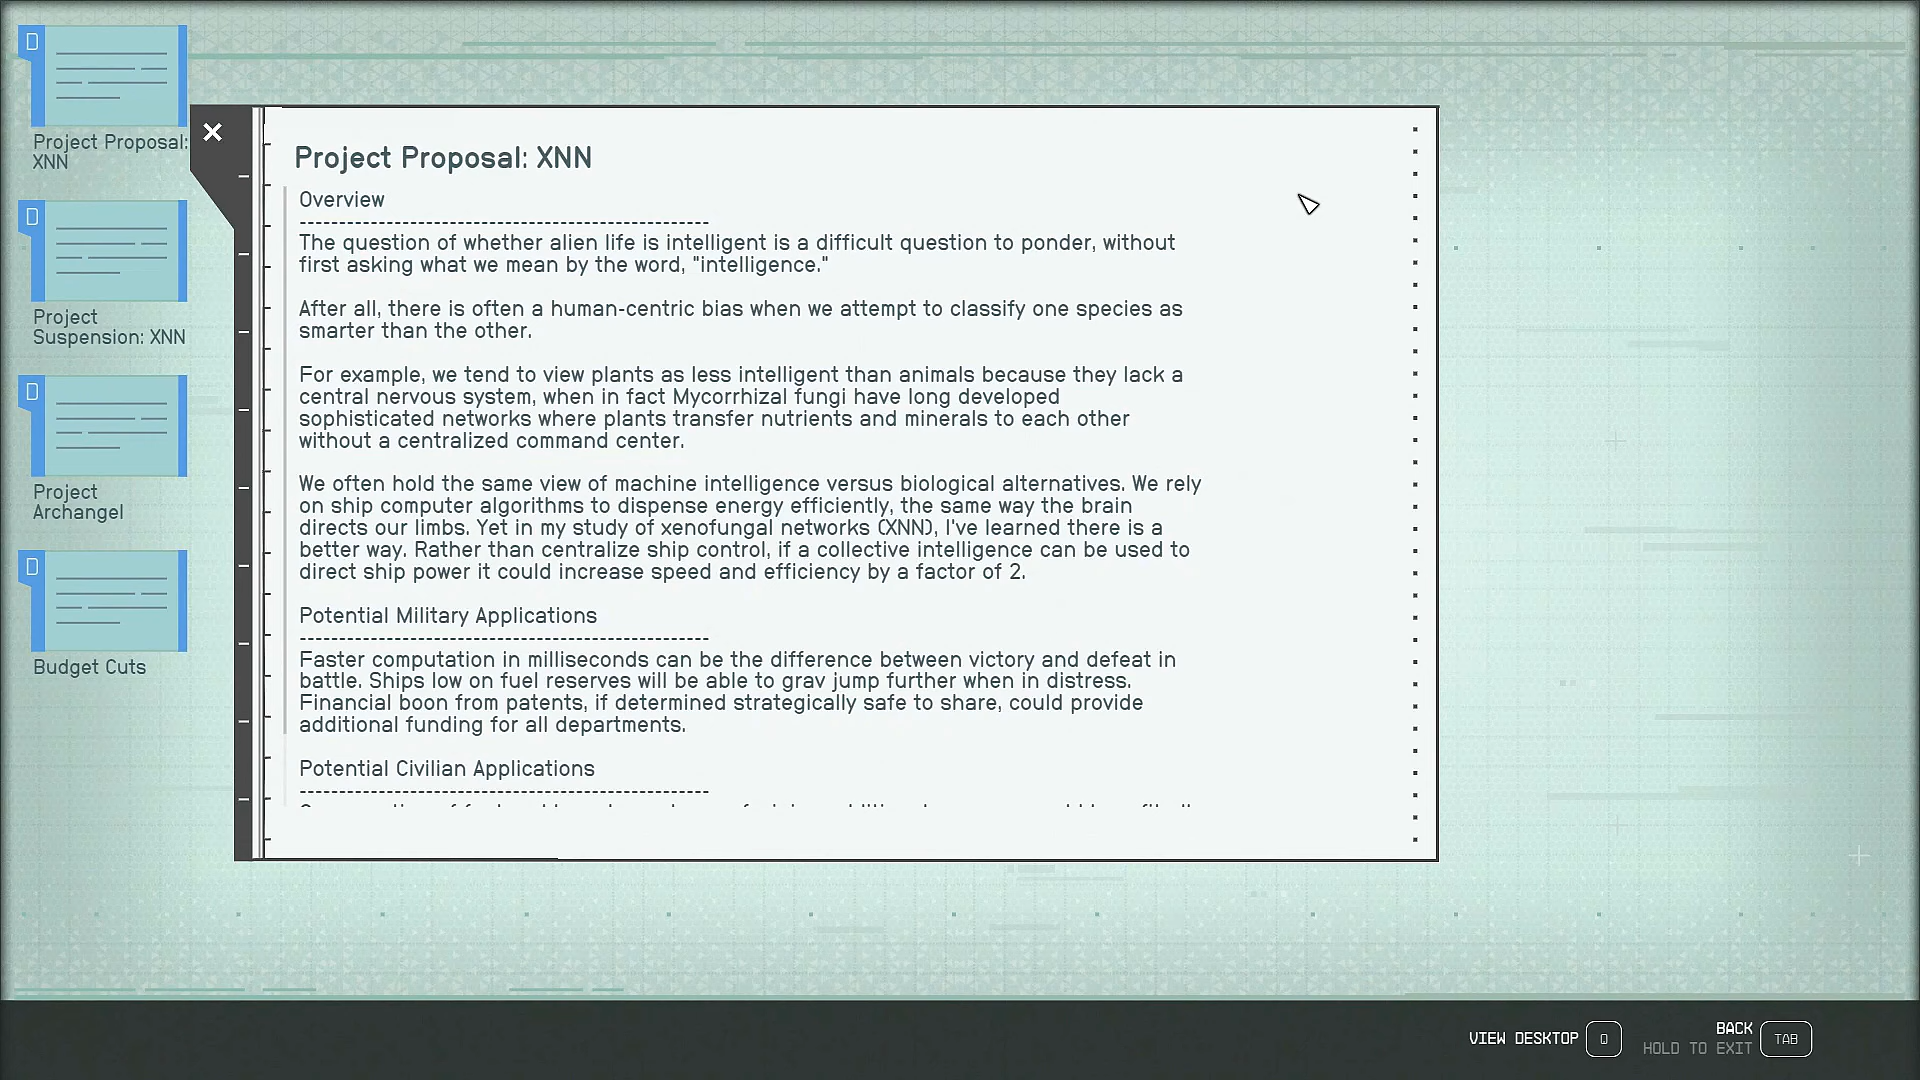 D
Project Proposal:
XNN
D
Project
Suspension: XNN
D
Project
Archangel
D
Budget Cuts
Project Proposal: XNN
Overview
----------------------------------------------------
The question of whether alien life is intelligent is a difficult question to ponder, without
first asking what we mean by the word, "intelligence."
After all, there is often a human-centric bias when we attempt to classify one species as
smarter than the other.
For example, we tend to view plants as less intelligent than animals because they lack a
central nervous system, when in fact Mycorrhizal fungi have long developed
sophisticated networks where plants transfer nutrients and minerals to each other
without a centralized command center.
We often hold the same view of machine intelligence versus biological alternatives. We rely
on ship computer algorithms to dispense energy efficiently, the same way the brain
directs our limbs. Yet in my study of xenofungal networks (XNN), I've learned there is a
better way. Rather than centralize ship control, if a collective intelligence can be used to
direct ship power it could increase speed and efficiency by a factor of 2.
Potential Military Applications
----------------------------------------------------
Faster computation in milliseconds can be the difference between victory and defeat in
battle. Ships low on fuel reserves will be able to grav jump further when in distress.
Financial boon from patents, if determined strategically safe to share, could provide
additional funding for all departments.
Potential Civilian Applications
----------------------------------------------------
VIEW DESKTOP Q
BACK
HOLD TO EXIT TAB